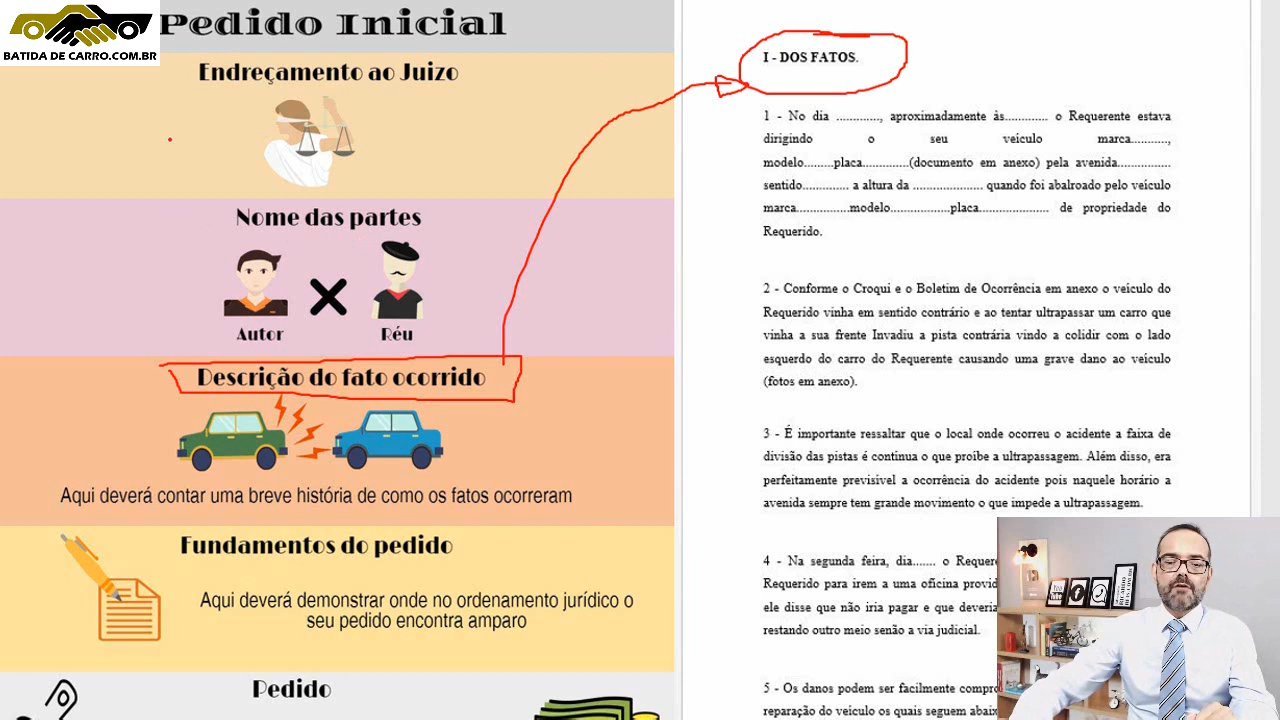 BATIDA DE CARRO.COM.BR
Pedido Inicial
Endreçamento ao Juizo
Nome das partes
Autor
Réu
Descrição do fato ocorrido
Aqui deverá contar uma breve história de como os fatos ocorreram
Fundamentos do pedido
Aqui deverá demonstrar onde no ordenamento jurídico o
seu pedido encontra amparo
Pedido
I - DOS FATOS.
1 - No dia ............., aproximadamente às............. o Requerente estava
dirigindo o seu veículo marca...........,
modelo.........placa..............(documento em anexo) pela avenida................
sentido.............. a altura da ...................... quando foi abalroado pelo veículo
marca.................modelo...................placa...................... de propriedade do
Requerido.
2 - Conforme o Croqui e o Boletim de Ocorrência em anexo o veículo do
Requerido vinha em sentido contrário e ao tentar ultrapassar um carro que
vinha a sua frente Invadiu a pista contrária vindo a colidir com o lado
esquerdo do carro do Requerente causando uma grave dano ao veículo
(fotos em anexo).
3 - É importante ressaltar que o local onde ocorreu o acidente a faixa de
divisão das pistas é continua o que proibe a ultrapassagem. Além disso, era
perfeitamente previsivel a ocorrência do acidente pois naquele horário a
avenida sempre tem grande movimento o que impede a ultrapassagem.
4 - Na segunda feira, dia....... o Requere
Requerido para irem a uma oficina provid
ele disse que não iria pagar e que deveria
restando outro meio senão a via judicial.
5 - Os danos podem ser facilmente compro
reparação do veículo os quais seguem abaix